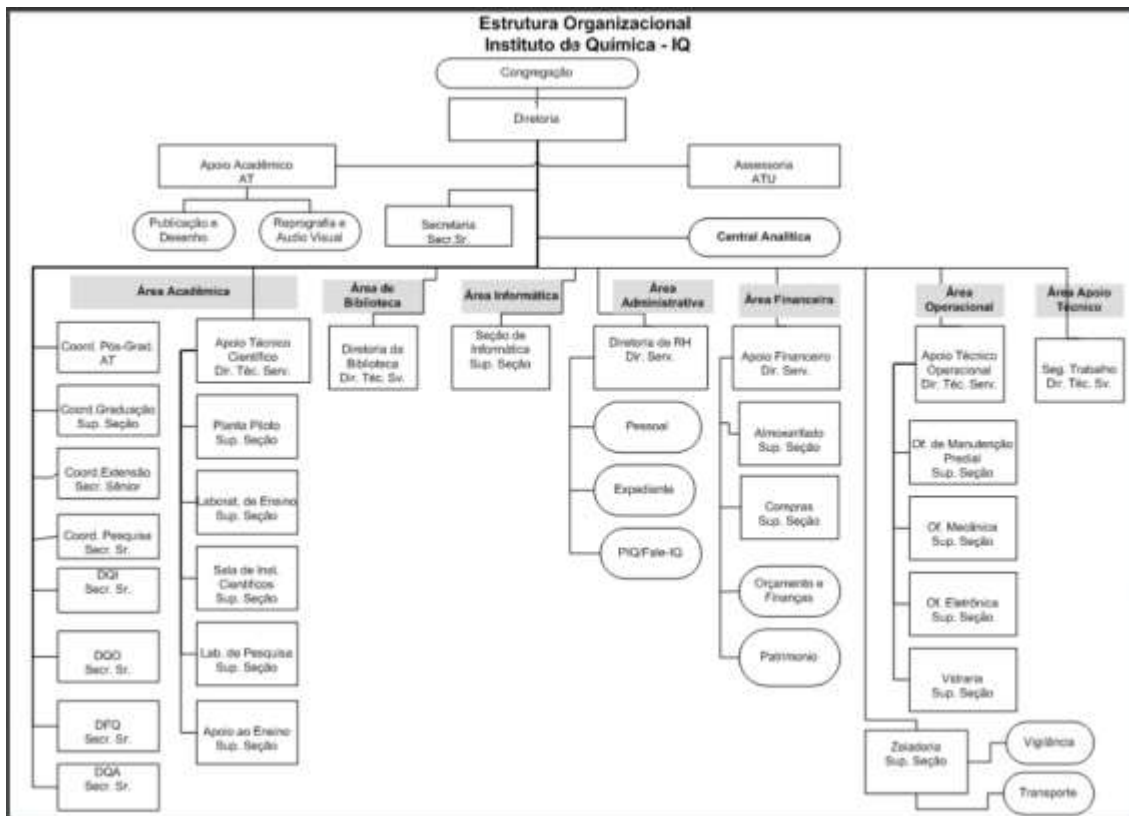 Estrutura Organizacional
Instituto de Química - IQ
Congregação
Diretoria
Apoio Acadêmico
AT
Assessoria
ATU
Publicação e
Desenho
Reprografia e
Audio Visual
Secretaria
Secr.Sr.
Central Analítica
Área Acadêmica
Área de
Biblioteca
Área Informática
Área
Administrativa
Área Financeira
Área
Operacional
Área Apoio
Técnico
Coord. Pós-Grad.
AT
Coord.Graduação
Sup. Seção
Coord.Extensão
Secr. Sênior
Coord. Pesquisa
Secr. Sr.
DQI
Secr. Sr.
DQO
Secr. Sr.
DFQ
Secr. Sr.
DQA
Secr. Sr.
Apoio Técnico
Científico
Dir. Téc. Serv.
Planta Piloto
Sup. Seção
Laborat. de Ensino
Sup. Seção
Sala de Inst.
Científicos
Sup. Seção
Lab. de Pesquisa
Sup. Seção
Apoio ao Ensino
Sup. Seção
Diretoria da
Biblioteca
Dir. Téc. Sv.
Seção de
Informática
Sup. Seção
Diretoria de RH
Dir. Serv.
Pessoal
Expediente
PIQ/Fale-IQ
Apoio Financeiro
Dir. Serv.
Almoxarifado
Sup. Seção
Compras
Sup. Seção
Orçamento e
Finanças
Patrimonio
Apoio Técnico
Operacional
Dir. Téc. Serv.
Of. de Manutenção
Predial
Sup. Seção
Of. Mecânica
Sup. Seção
Of. Eletrônica
Sup. Seção
Vidraria
Sup. Seção
Zeladoria
Sup. Seção
Vigilância
Transporte
Seg. Trabalho
Dir. Téc. Sv.